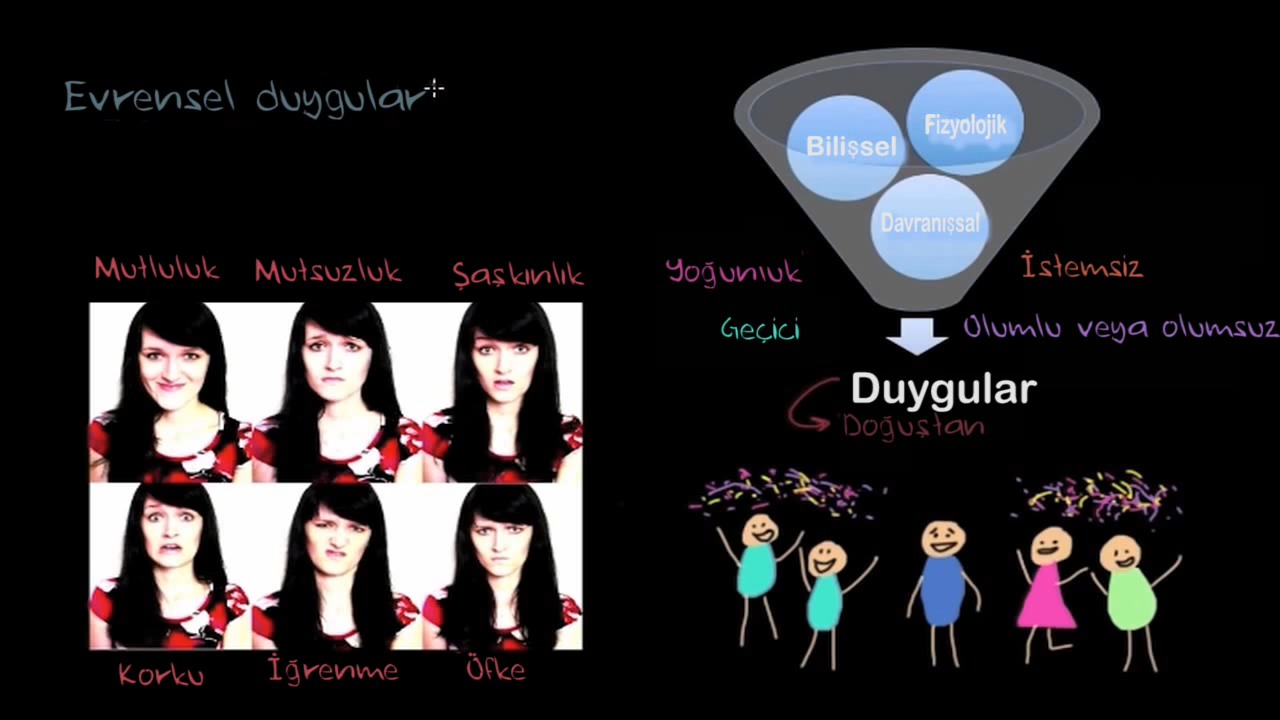 Evrensel duygular
Mutluluk Mutsuzluk Şaşkınlık
Korku İğrenme Öfke
Bilişsel
Fizyolojik
Davranışsal
Yoğunluk
İstemsiz
Geçici
Olumlu veya olumsuz
Duygular
Doğuştan